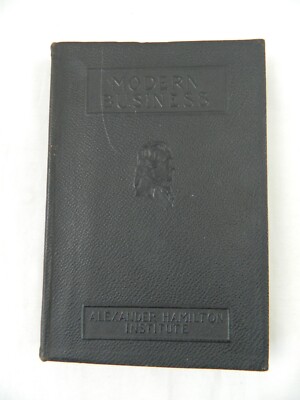 MODERN
BUSINESS
ALEXANDER HAMILTON
INSTITUTE